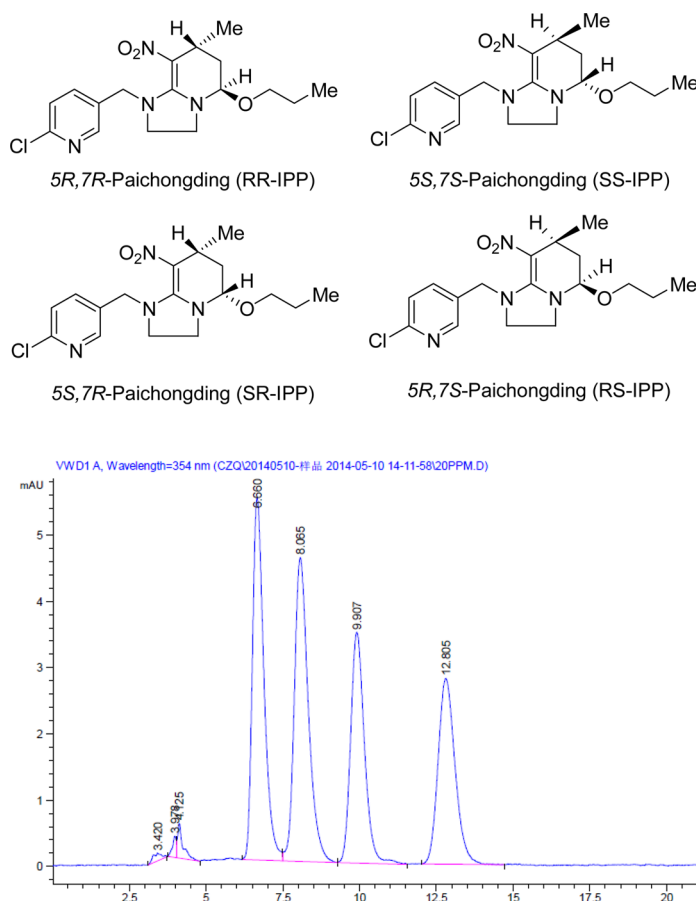 H
Me
O₂N
H
N
N
O
Me
Cl
N
5R,7R-Paichongding (RR-IPP)
H
Me
O₂N
H
N
N
O
Me
Cl
N
5S,7S-Paichongding (SS-IPP)
H
Me
O₂N
H
N
N
O
Me
Cl
N
5S,7R-Paichongding (SR-IPP)
H
Me
O₂N
H
N
N
O
Me
Cl
N
5R,7S-Paichongding (RS-IPP)
VWD1 A, Wavelength=354 nm (CZQ\20140510-样品 2014-05-10 14-11-58\20PPM.D)
mAU
5
4
3
2
1
0
3.420
3.978
4.125
6.660
8.065
9.907
12.805
2.5 5 7.5 10 12.5 15 17.5 20